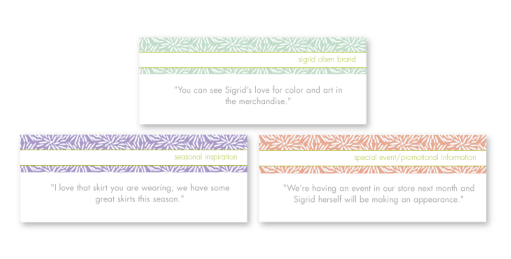 sigrid olsen brand
"You can see Sigrid's love for color and art in
the merchandise."
seasonal inspiration
"I love that skirt you are wearing, we have some
great skirts this season."
special event/promotional information
"We're having an event in our store next month and
Sigrid herself will be making an appearance."